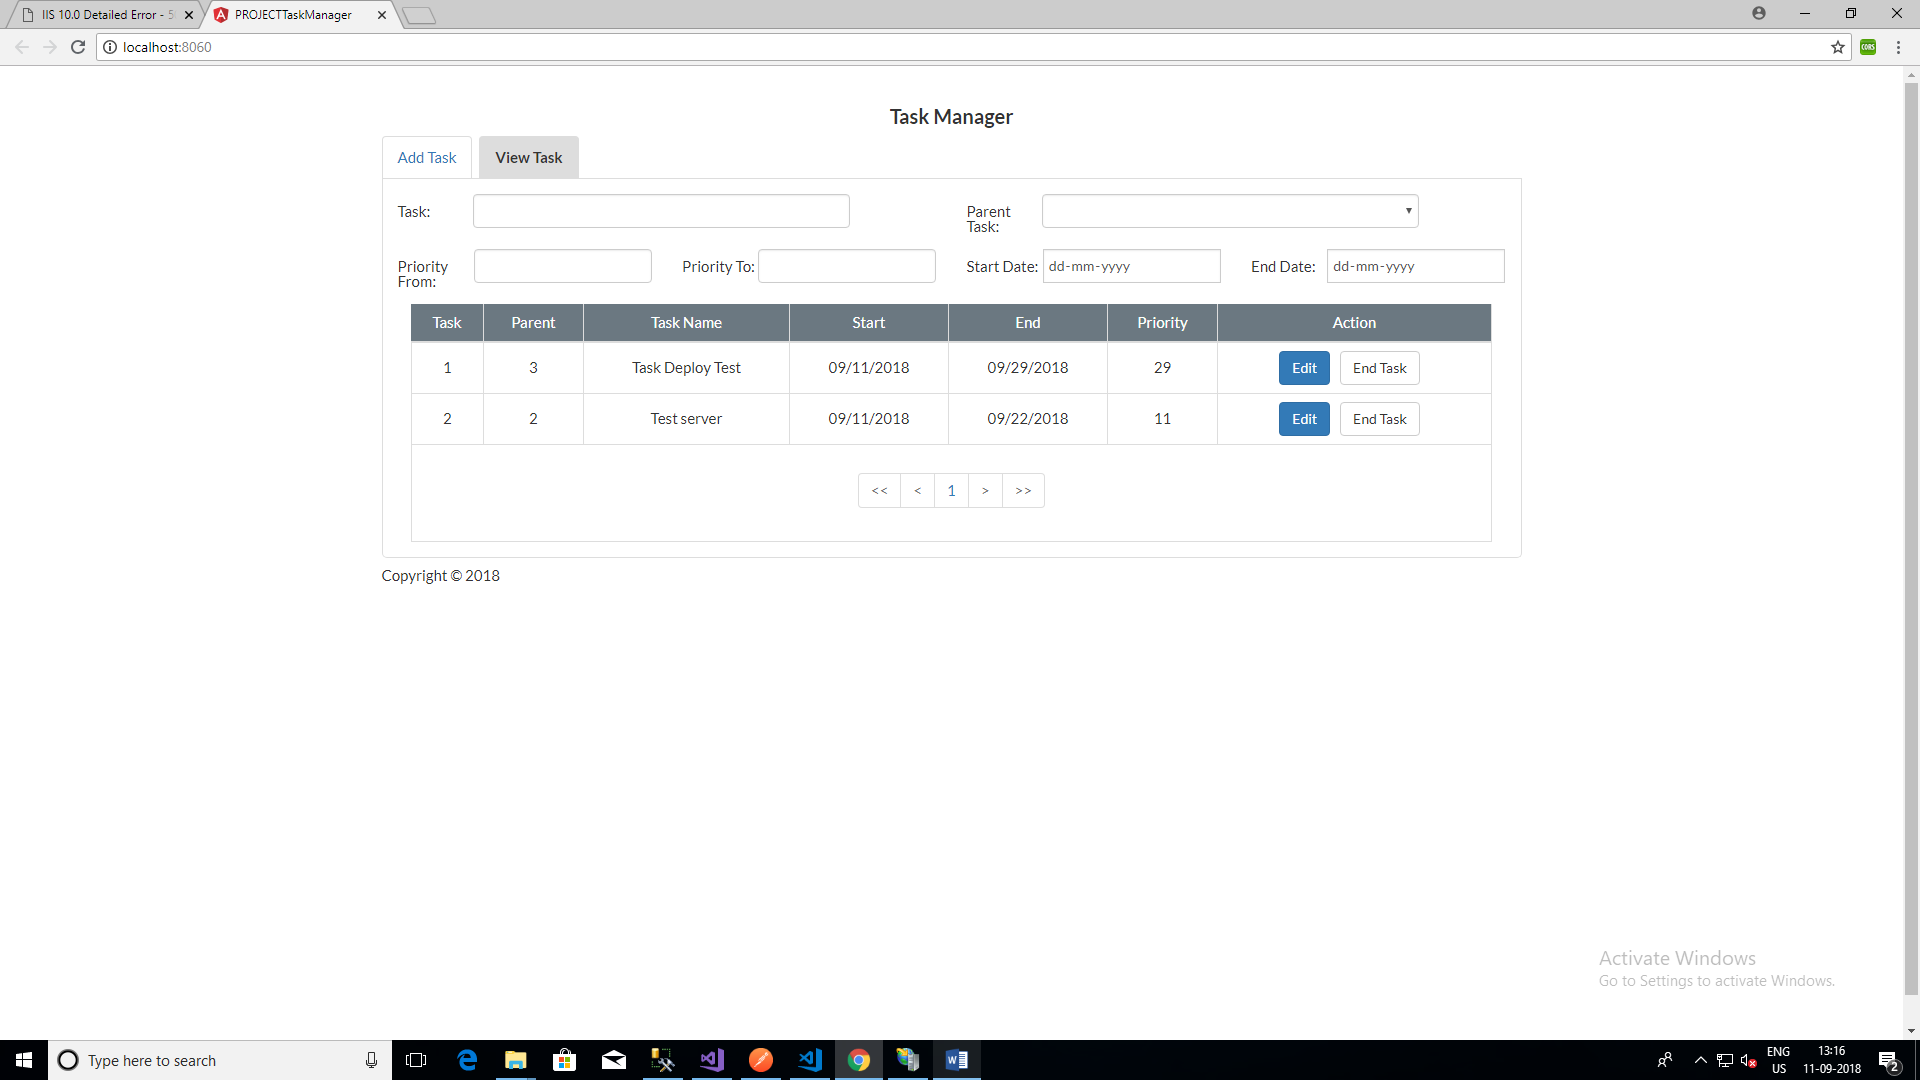 IIS 10.0 Detailed Error - 50
PROJECTTaskManager
localhost:8060
CORS
Task Manager
Add Task View Task
Task:
Parent Task:
Priority From:
Priority To:
Start Date: dd-mm-yyyy
End Date: dd-mm-yyyy
Task Parent Task Name Start End Priority Action
1 3 Task Deploy Test 09/11/2018 09/29/2018 29 Edit End Task
2 2 Test server 09/11/2018 09/22/2018 11 Edit End Task
<< < 1 > >>
Copyright © 2018
Activate Windows
Go to Settings to activate Windows.
Type here to search
ENG 13:16
US 11-09-2018
2